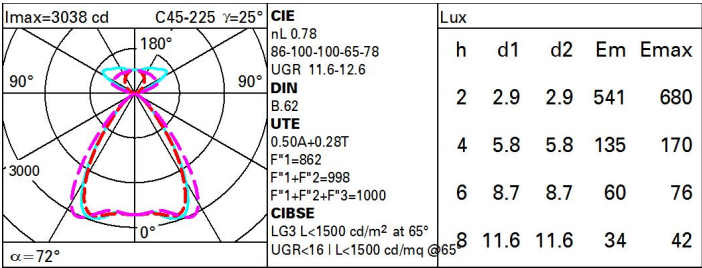 Imax=3038 cd C45-225 γ=25°
180°
90° 90°
3000
0°
α=72°
CIE
nL 0.78
86-100-100-65-78
UGR 11.6-12.6
DIN
B.62
UTE
0.50A+0.28T
F"1=862
F"1+F"2=998
F"1+F"2+F"3=1000
CIBSE
LG3 L<1500 cd/m² at 65°
UGR<16 | L<1500 cd/mq @65°
Lux
h d1 d2 Em Emax
2 2.9 2.9 541 680
4 5.8 5.8 135 170
6 8.7 8.7 60 76
8 11.6 11.6 34 42